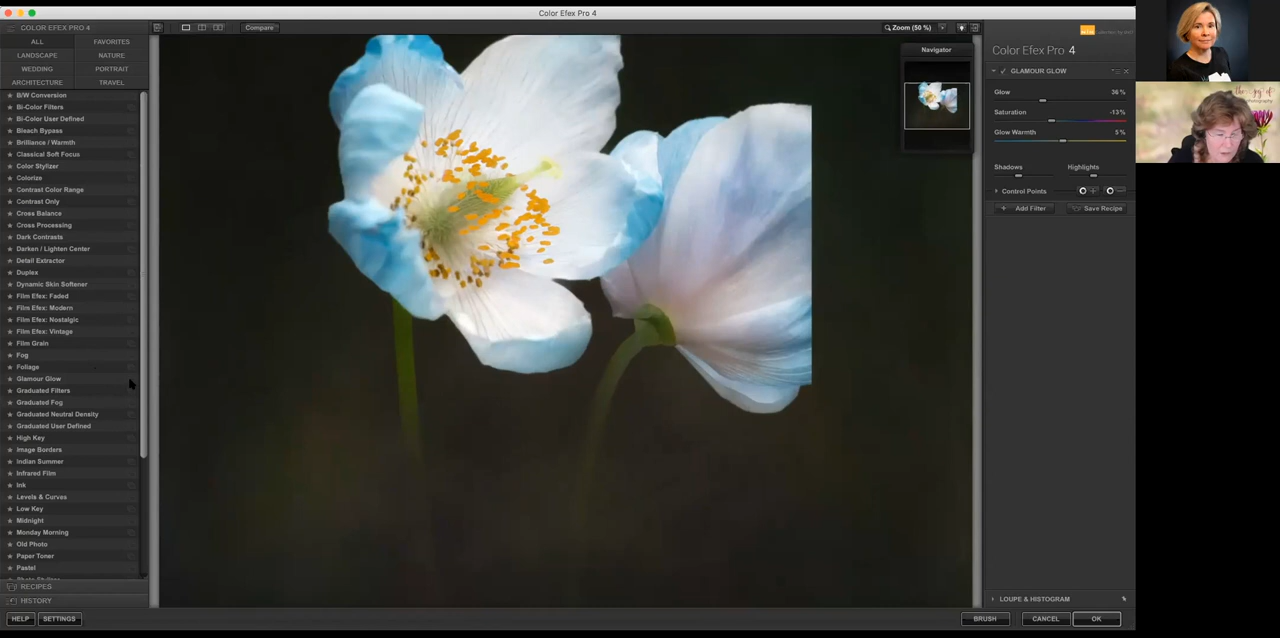 Color Efex Pro 4
COLOR EFEX PRO 4
ALL
FAVORITES
LANDSCAPE
NATURE
WEDDING
PORTRAIT
ARCHITECTURE
TRAVEL
B/W Conversion
Bi-Color Filters
Bi-Color User Defined
Bleach Bypass
Brilliance / Warmth
Classical Soft Focus
Color Stylizer
Colorize
Contrast Color Range
Contrast Only
Cross Balance
Cross Processing
Dark Contrasts
Darken / Lighten Center
Detail Extractor
Duplex
Dynamic Skin Softener
Film Efex: Faded
Film Efex: Modern
Film Efex: Nostalgic
Film Efex: Vintage
Film Grain
Fog
Foliage
Glamour Glow
Graduated Filters
Graduated Fog
Graduated Neutral Density
Graduated User Defined
High Key
Image Borders
Indian Summer
Infrared Film
Ink
Levels & Curves
Low Key
Midnight
Monday Morning
Old Photo
Paper Toner
Pastel
RECIPES
HISTORY
HELP
SETTINGS
Compare
Zoom (50 %)
Navigator
Color Efex Pro 4
GLAMOUR GLOW
Glow 36 %
Saturation -13%
Glow Warmth 5 %
Shadows
Highlights
Control Points
Add Filter
Save Recipe
LOUPE & HISTOGRAM
BRUSH
CANCEL
OK
the joy of